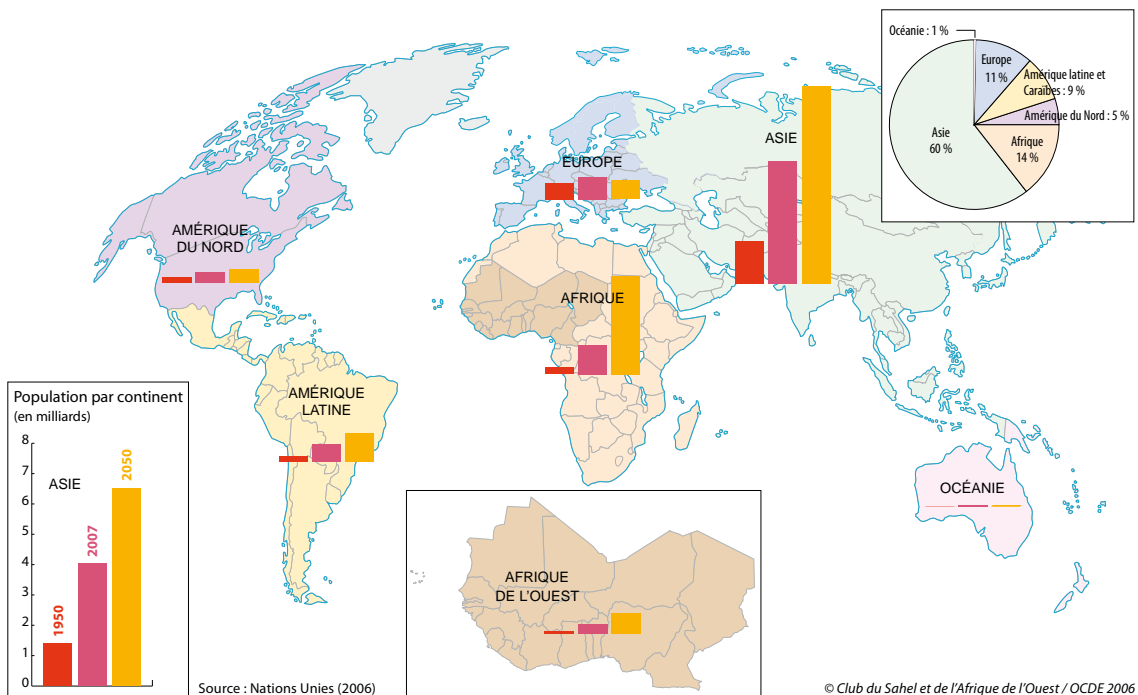 Océanie : 1 %
Europe
11 %
Amérique latine et
Caraïbes : 9 %
Amérique du Nord : 5 %
Asie
60 %
Afrique
14 %
ASIE
EUROPE
AMÉRIQUE
DU NORD
AFRIQUE
AMÉRIQUE
LATINE
OCÉANIE
Population par continent
(en milliards)
8
7
6
5
4
3
2
1
0
ASIE
1950
2007
2050
AFRIQUE
DE L'OUEST
Source : Nations Unies (2006)
© Club du Sahel et de l'Afrique de l'Ouest / OCDE 2006